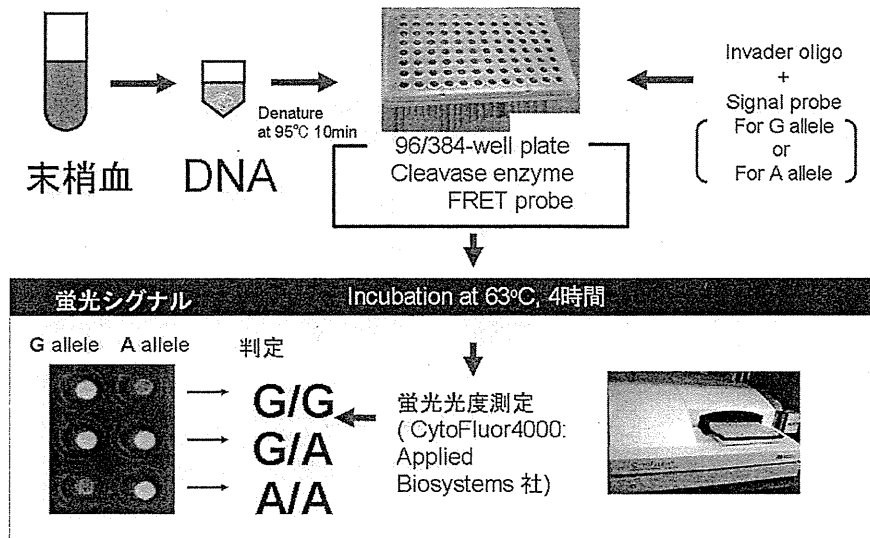 末梢血
DNA
Denature
at 95℃ 10min
96/384-well plate
Cleavase enzyme
FRET probe
Invader oligo
+
Signal probe
For G allele
or
For A allele
蛍光シグナル
Incubation at 63℃, 4時間
G allele A allele 判定
G/G
G/A
A/A
蛍光光度測定
( CytoFluor4000:
Applied
Biosystems 社)